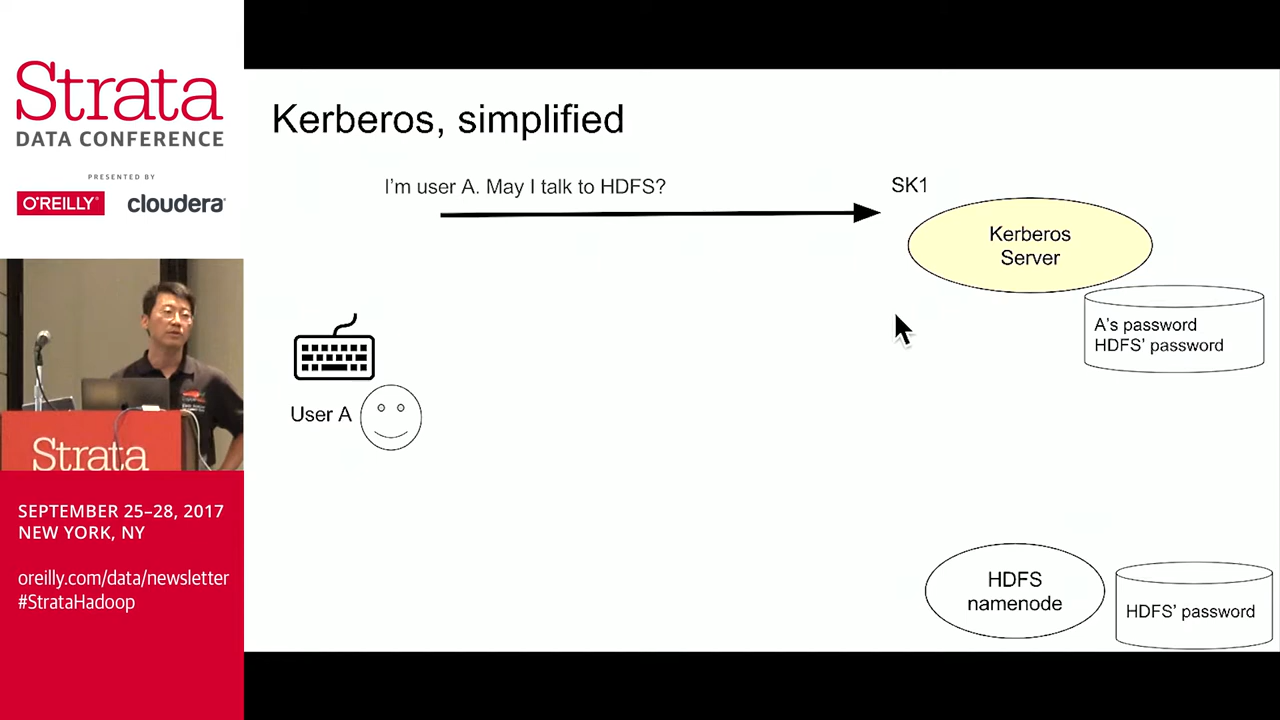 Strata
DATA CONFERENCE
PRESENTED BY
O'REILLY®
cloudera
Strata
SEPTEMBER 25–28, 2017
NEW YORK, NY
oreilly.com/data/newsletter
#StrataHadoop
Kerberos, simplified
I'm user A. May I talk to HDFS?
SK1
Kerberos
Server
A's password
HDFS' password
User A
HDFS
namenode
HDFS' password